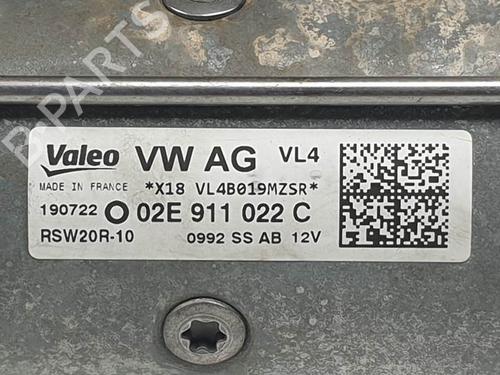 B-PARTS
Valeo VW AG VL4
MADE IN FRANCE *X18 VL4B019MZSR*
190722 02E 911 022 C
RSW20R-10 0992 SS AB 12V